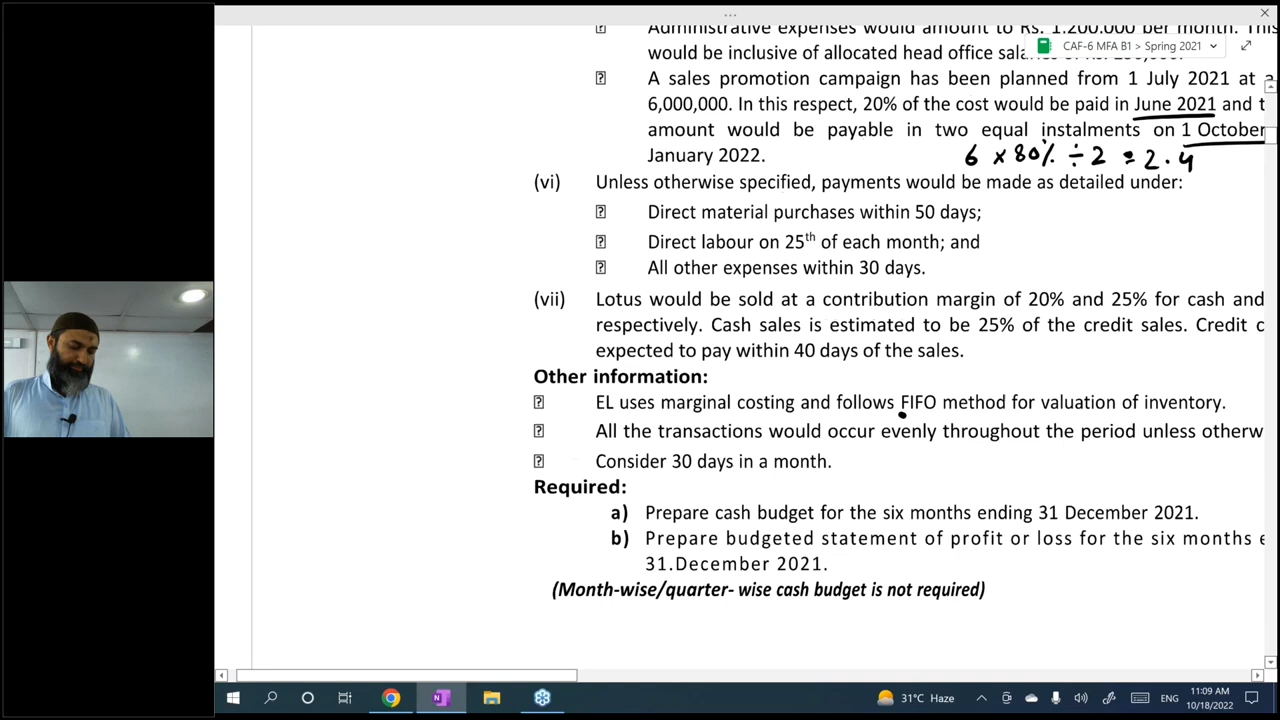 Administrative expenses would amount to Rs. 1,200,000 per month. This
CAF-6 MFA B1 > Spring 2021
would be inclusive of allocated head office
A sales promotion campaign has been planned from 1 July 2021 at a
6,000,000. In this respect, 20% of the cost would be paid in June 2021 and t
amount would be payable in two equal instalments on 1 October
January 2022.
6 x 80% ÷ 2 = 2.4
(vi) Unless otherwise specified, payments would be made as detailed under:
Direct material purchases within 50 days;
Direct labour on 25th of each month; and
All other expenses within 30 days.
(vii) Lotus would be sold at a contribution margin of 20% and 25% for cash and
respectively. Cash sales is estimated to be 25% of the credit sales. Credit c
expected to pay within 40 days of the sales.
Other information:
EL uses marginal costing and follows FIFO method for valuation of inventory.
All the transactions would occur evenly throughout the period unless otherw
Consider 30 days in a month.
Required:
a) Prepare cash budget for the six months ending 31 December 2021.
b) Prepare budgeted statement of profit or loss for the six months e
31.December 2021.
(Month-wise/quarter- wise cash budget is not required)
31°C Haze
ENG
11:09 AM
10/18/2022